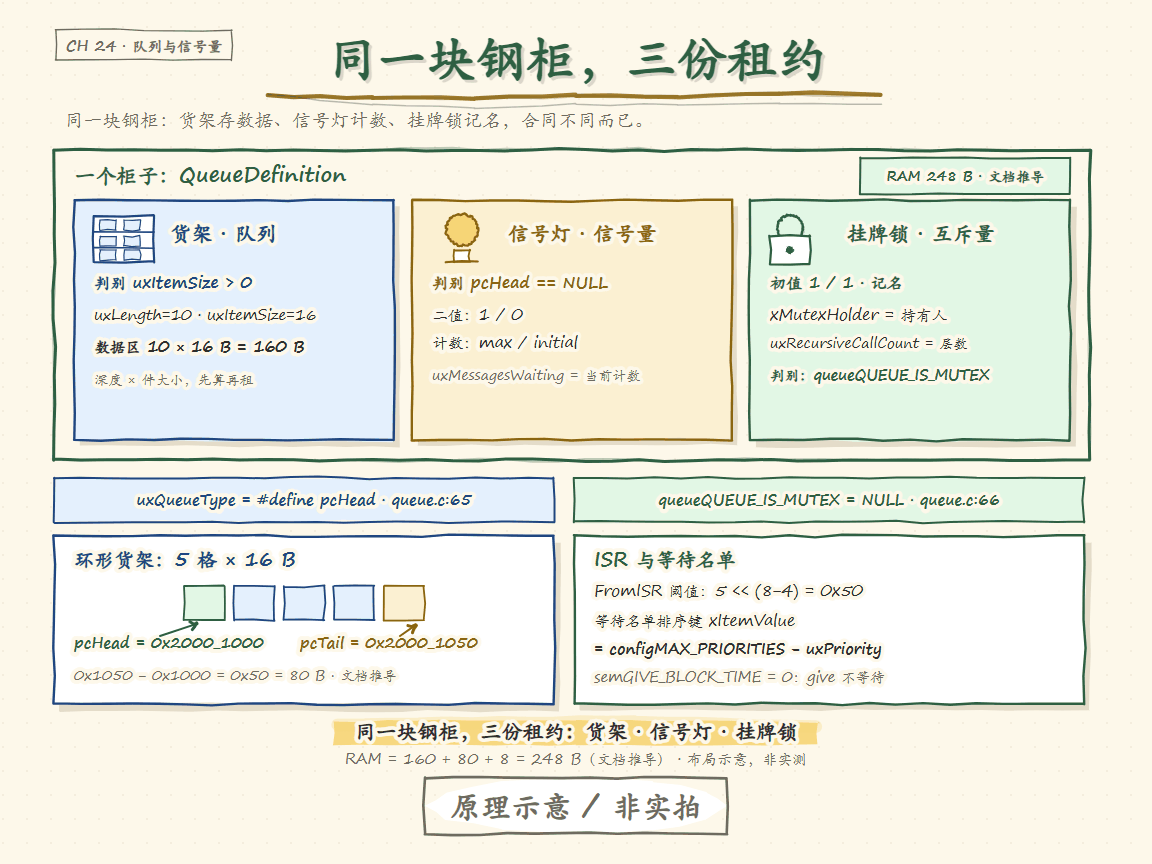 CH 24 · 队列与信号量
同一块钢柜，三份租约
同一块钢柜：货架存数据、信号灯计数、挂牌锁记名，合同不同而已。
一个柜子：QueueDefinition
RAM 248 B · 文档推导
货架 · 队列
判别 uxItemSize > 0
uxLength=10 · uxItemSize=16
数据区 10 × 16 B = 160 B
深度 × 件大小，先算再租
信号灯 · 信号量
判别 pcHead == NULL
二值：1 / 0
计数：max / initial
uxMessagesWaiting = 当前计数
挂牌锁 · 互斥量
初值 1 / 1 · 记名
xMutexHolder = 持有人
uxRecursiveCallCount = 层数
判别：queueQUEUE_IS_MUTEX
uxQueueType = #define pcHead · queue.c:65
queueQUEUE_IS_MUTEX = NULL · queue.c:66
环形货架：5 格 × 16 B
pcHead = 0x2000_1000
pcTail = 0x2000_1050
0x1050 − 0x1000 = 0x50 = 80 B · 文档推导
ISR 与等待名单
FromISR 阈值：5 << (8−4) = 0x50
等待名单排序键 xItemValue
= configMAX_PRIORITIES − uxPriority
semGIVE_BLOCK_TIME = 0：give 不等待
同一块钢柜，三份租约：货架 · 信号灯 · 挂牌锁
RAM = 160 + 80 + 8 = 248 B（文档推导）· 布局示意，非实测
原理示意 / 非实拍